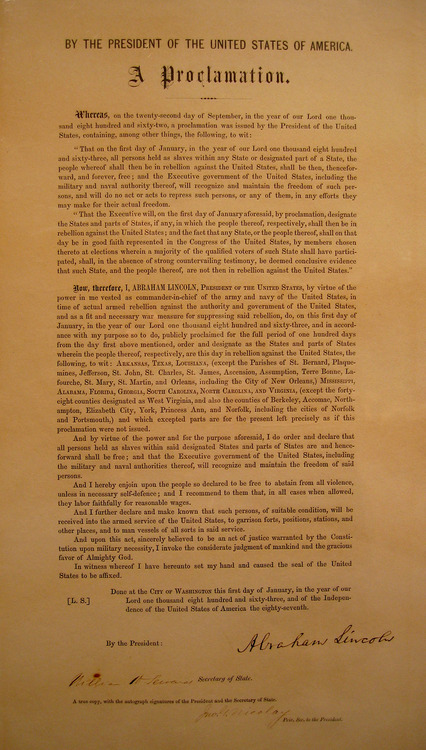 BY THE PRESIDENT OF THE UNITED STATES OF AMERICA.
A Proclamation.
Whereas, on the twenty-second day of September, in the year of our Lord one thou-
sand eight hundred and sixty-two, a proclamation was issued by the President of the United
States, containing, among other things, the following, to wit:
"That on the first day of January, in the year of our Lord one thousand eight hundred
and sixty-three, all persons held as slaves within any State or designated part of a State, the
people whereof shall then be in rebellion against the United States, shall be then, thencefor-
ward, and forever, free; and the Executive government of the United States, including the
military and naval authority thereof, will recognize and maintain the freedom of such per-
sons, and will do no act or acts to repress such persons, or any of them, in any efforts they
may make for their actual freedom.
"That the Executive will, on the first day of January aforesaid, by proclamation, designate
the States and parts of States, if any, in which the people thereof, respectively, shall then be in
rebellion against the United States; and the fact that any State, or the people thereof, shall on that
day be in good faith represented in the Congress of the United States, by members chosen
thereto at elections wherein a majority of the qualified voters of such State shall have partici-
pated, shall, in the absence of strong countervailing testimony, be deemed conclusive evidence
that such State, and the people thereof, are not then in rebellion against the United States."
Now, therefore, I, ABRAHAM LINCOLN, PRESIDENT OF THE UNITED STATES, by virtue of the
power in me vested as commander-in-chief of the army and navy of the United States, in
time of actual armed rebellion against the authority and government of the United States,
and as a fit and necessary war measure for suppressing said rebellion, do, on this first day of
January, in the year of our Lord one thousand eight hundred and sixty-three, and in accord-
ance with my purpose so to do, publicly proclaimed for the full period of one hundred days
from the day first above mentioned, order and designate as the States and parts of States
wherein the people thereof, respectively, are this day in rebellion against the United States, the
following, to wit: ARKANSAS, TEXAS, LOUISIANA, (except the Parishes of St. Bernard, Plaque-
mines, Jefferson, St. John, St. Charles, St. James, Ascension, Assumption, Terre Bonne, La-
fourche, St. Mary, St. Martin, and Orleans, including the City of New Orleans,) MISSISSIPPI,
ALABAMA, FLORIDA, GEORGIA, SOUTH CAROLINA, NORTH CAROLINA, AND VIRGINIA, (except the forty-
eight counties designated as West Virginia, and also the counties of Berkeley, Accomac, North-
ampton, Elizabeth City, York, Princess Ann, and Norfolk, including the cities of Norfolk
and Portsmouth,) and which excepted parts are for the present left precisely as if this
proclamation were not issued.
And by virtue of the power and for the purpose aforesaid, I do order and declare that
all persons held as slaves within said designated States and parts of States are and hence-
forward shall be free; and that the Executive government of the United States, including
the military and naval authorities thereof, will recognize and maintain the freedom of said
persons.
And I hereby enjoin upon the people so declared to be free to abstain from all violence,
unless in necessary self-defence; and I recommend to them that, in all cases when allowed,
they labor faithfully for reasonable wages.
And I further declare and make known that such persons, of suitable condition, will be
received into the armed service of the United States, to garrison forts, positions, stations, and
other places, and to man vessels of all sorts in said service.
And upon this act, sincerely believed to be an act of justice warranted by the Consti-
tution upon military necessity, I invoke the considerate judgment of mankind and the gracious
favor of Almighty God.
In witness whereof I have hereunto set my hand and caused the seal of the United
States to be affixed.
Done at the CITY OF WASHINGTON this first day of January, in the year of our
[L. S.] Lord one thousand eight hundred and sixty-three, and of the Indepen-
dence of the United States of America the eighty-seventh.
By the President: Abraham Lincoln
William H Seward Secretary of State.
A true copy, with the autograph signatures of the President and the Secretary of State.
Jno. G. Nicolay Priv. Sec. to the President.